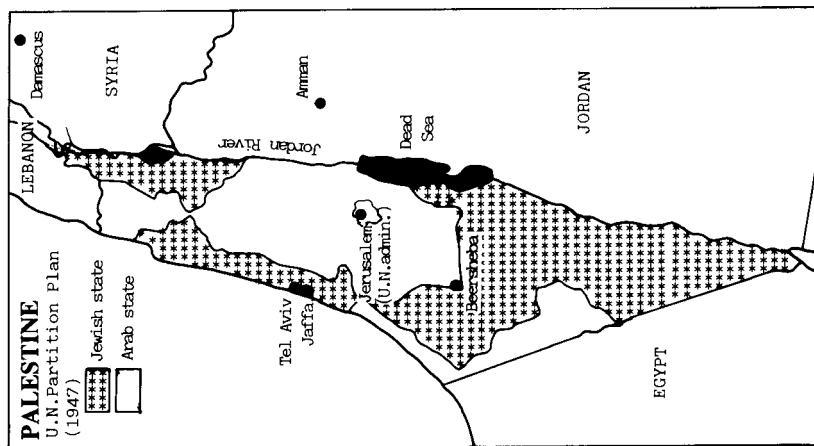 PALESTINE
U.N.Partition Plan
(1947)
Jewish state
Arab state
LEBANON
Damascus
SYRIA
Jordan River
Amman
Tel Aviv
Jaffa
Jerusalem
(U.N.admin.)
Dead
Sea
Beersheba
JORDAN
EGYPT